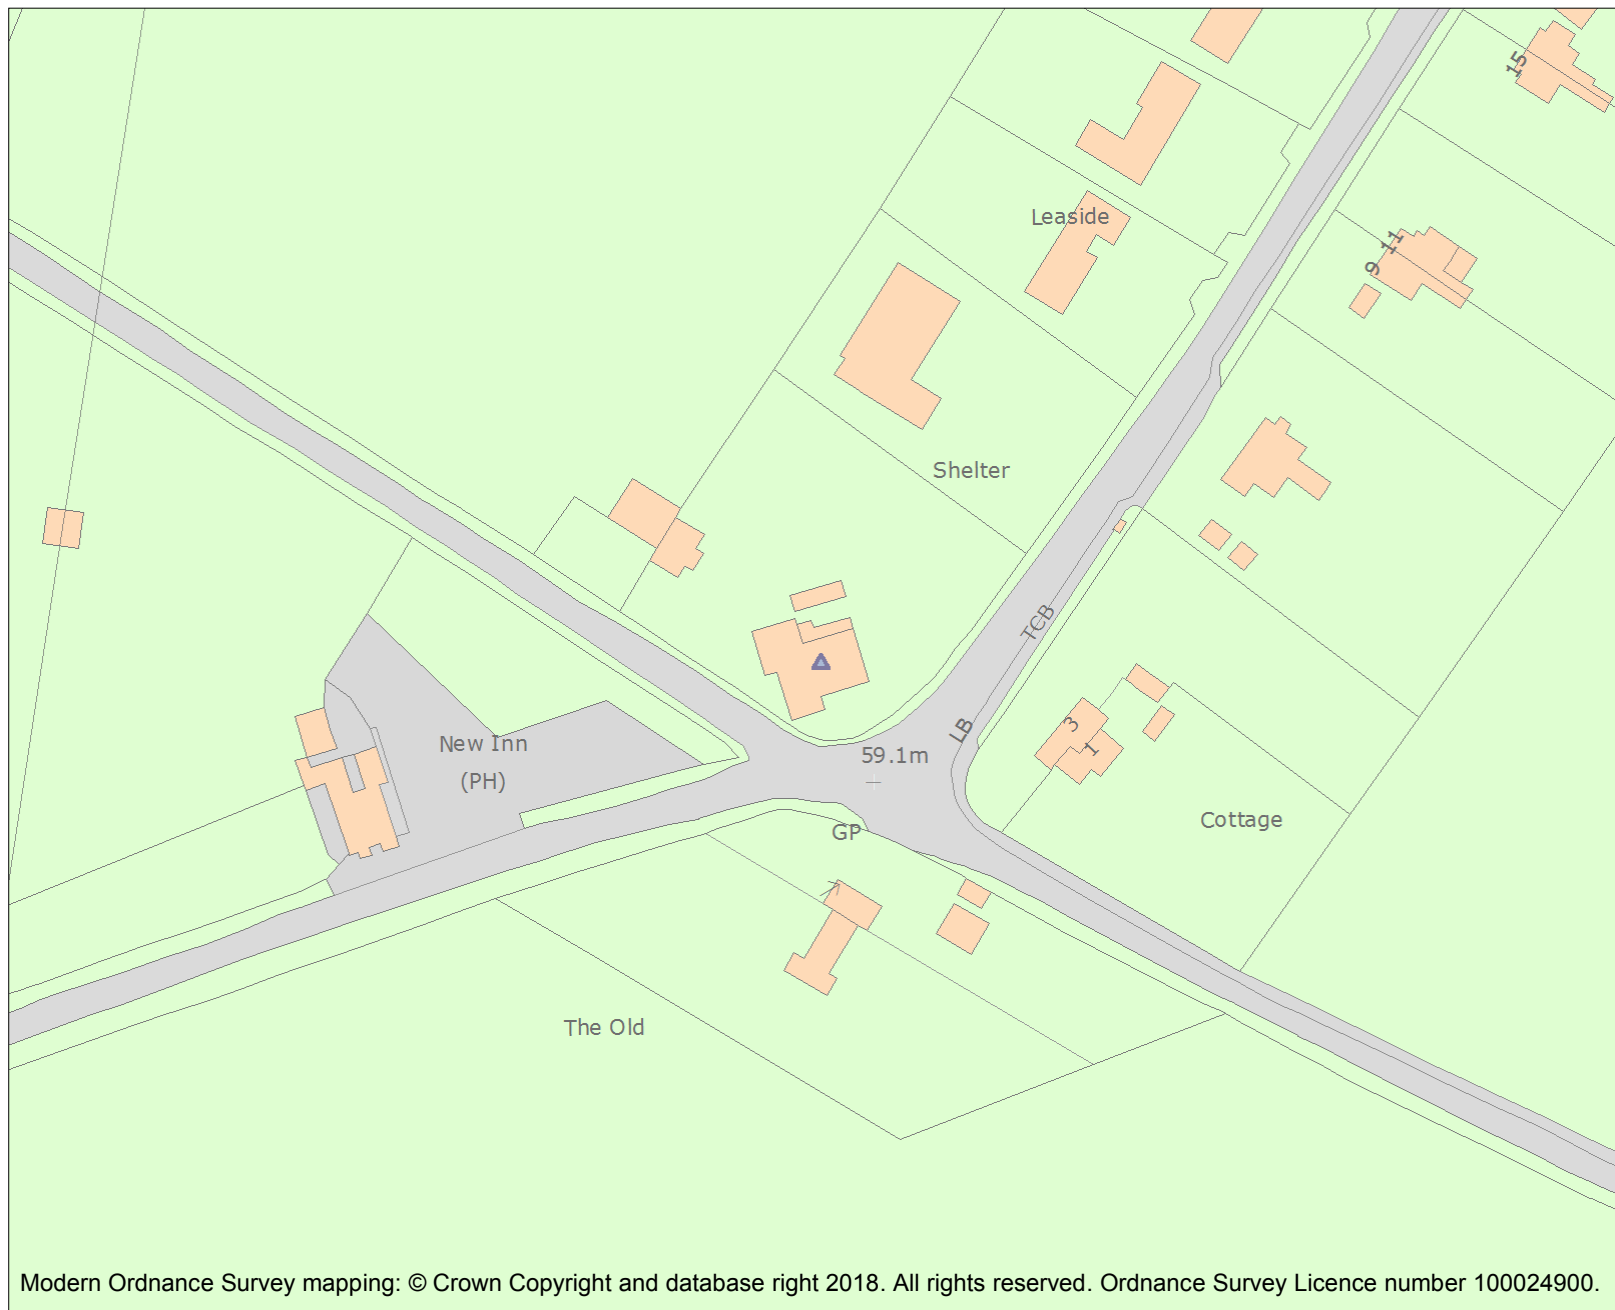 15
Leaside
11
9
Shelter
TCB
3
1
LB
New Inn
(PH)
59.1m
GP
Cottage
7
The Old
Modern Ordnance Survey mapping: © Crown Copyright and database right 2018. All rights reserved. Ordnance Survey Licence number 100024900.